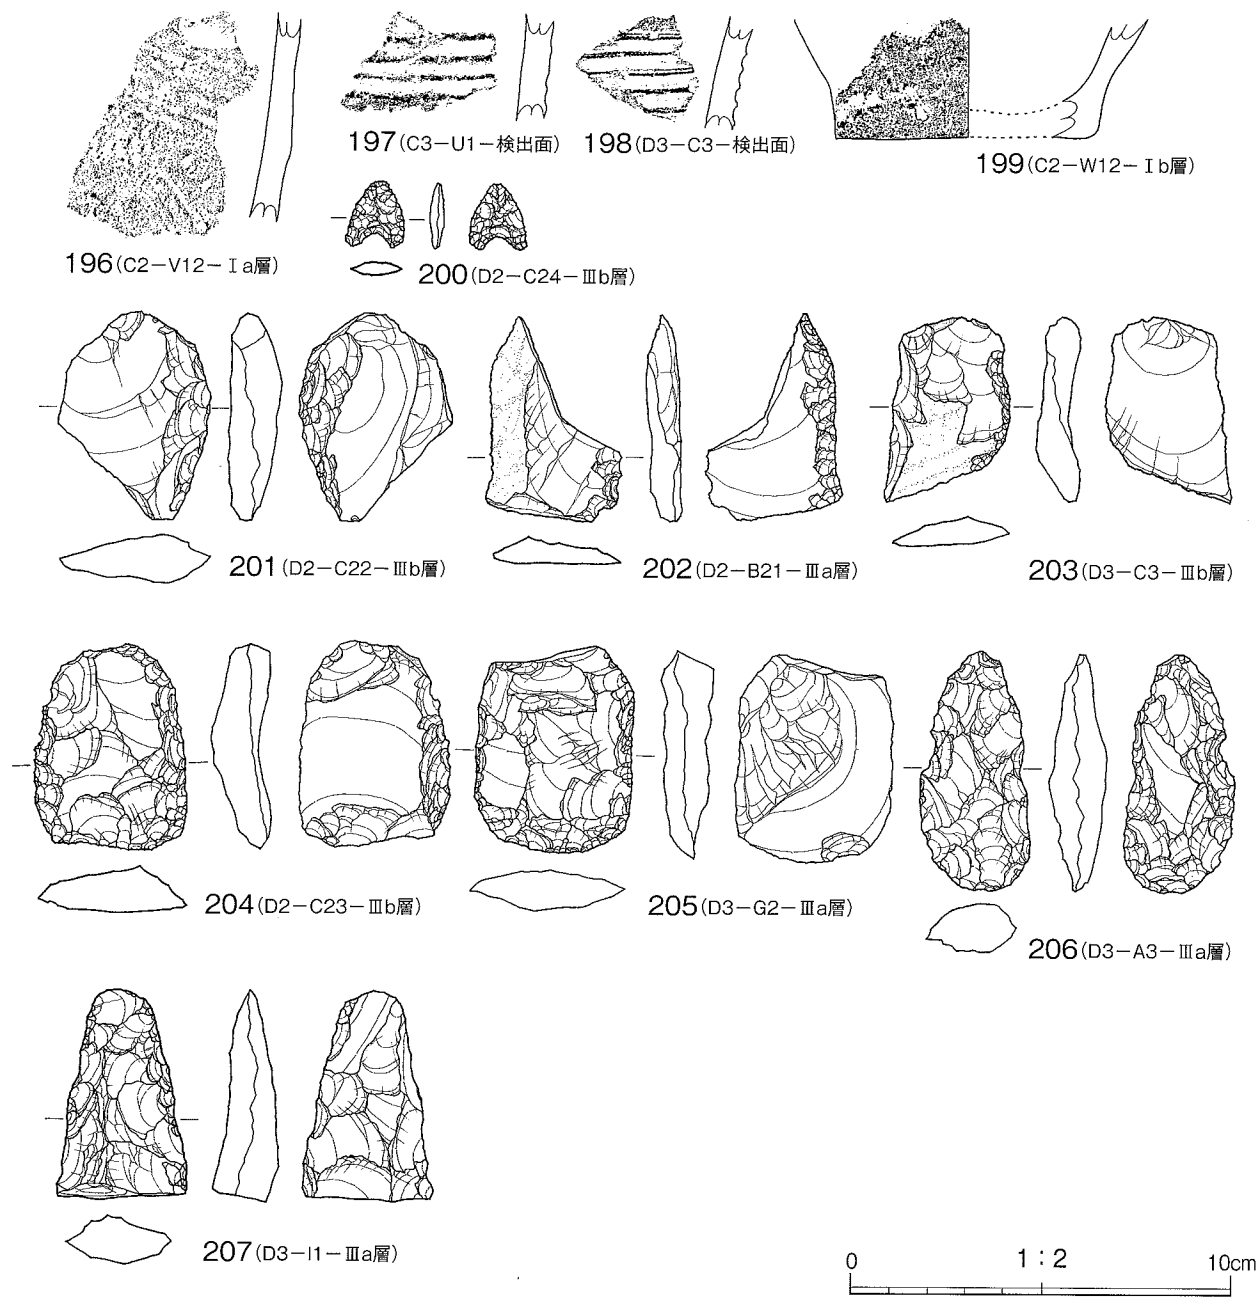 197(C3-U1-検出面)
198(D3-C3-検出面)
199(C2-W12-Ⅰb層)
196(C2-V12-Ⅰa層)
200(D2-C24-Ⅲb層)
201(D2-C22-Ⅲb層)
202(D2-B21-Ⅲa層)
203(D3-C3-Ⅲb層)
204(D2-C23-Ⅲb層)
205(D3-G2-Ⅲa層)
206(D3-A3-Ⅲa層)
207(D3-I1-Ⅲa層)
0 1:2 10cm